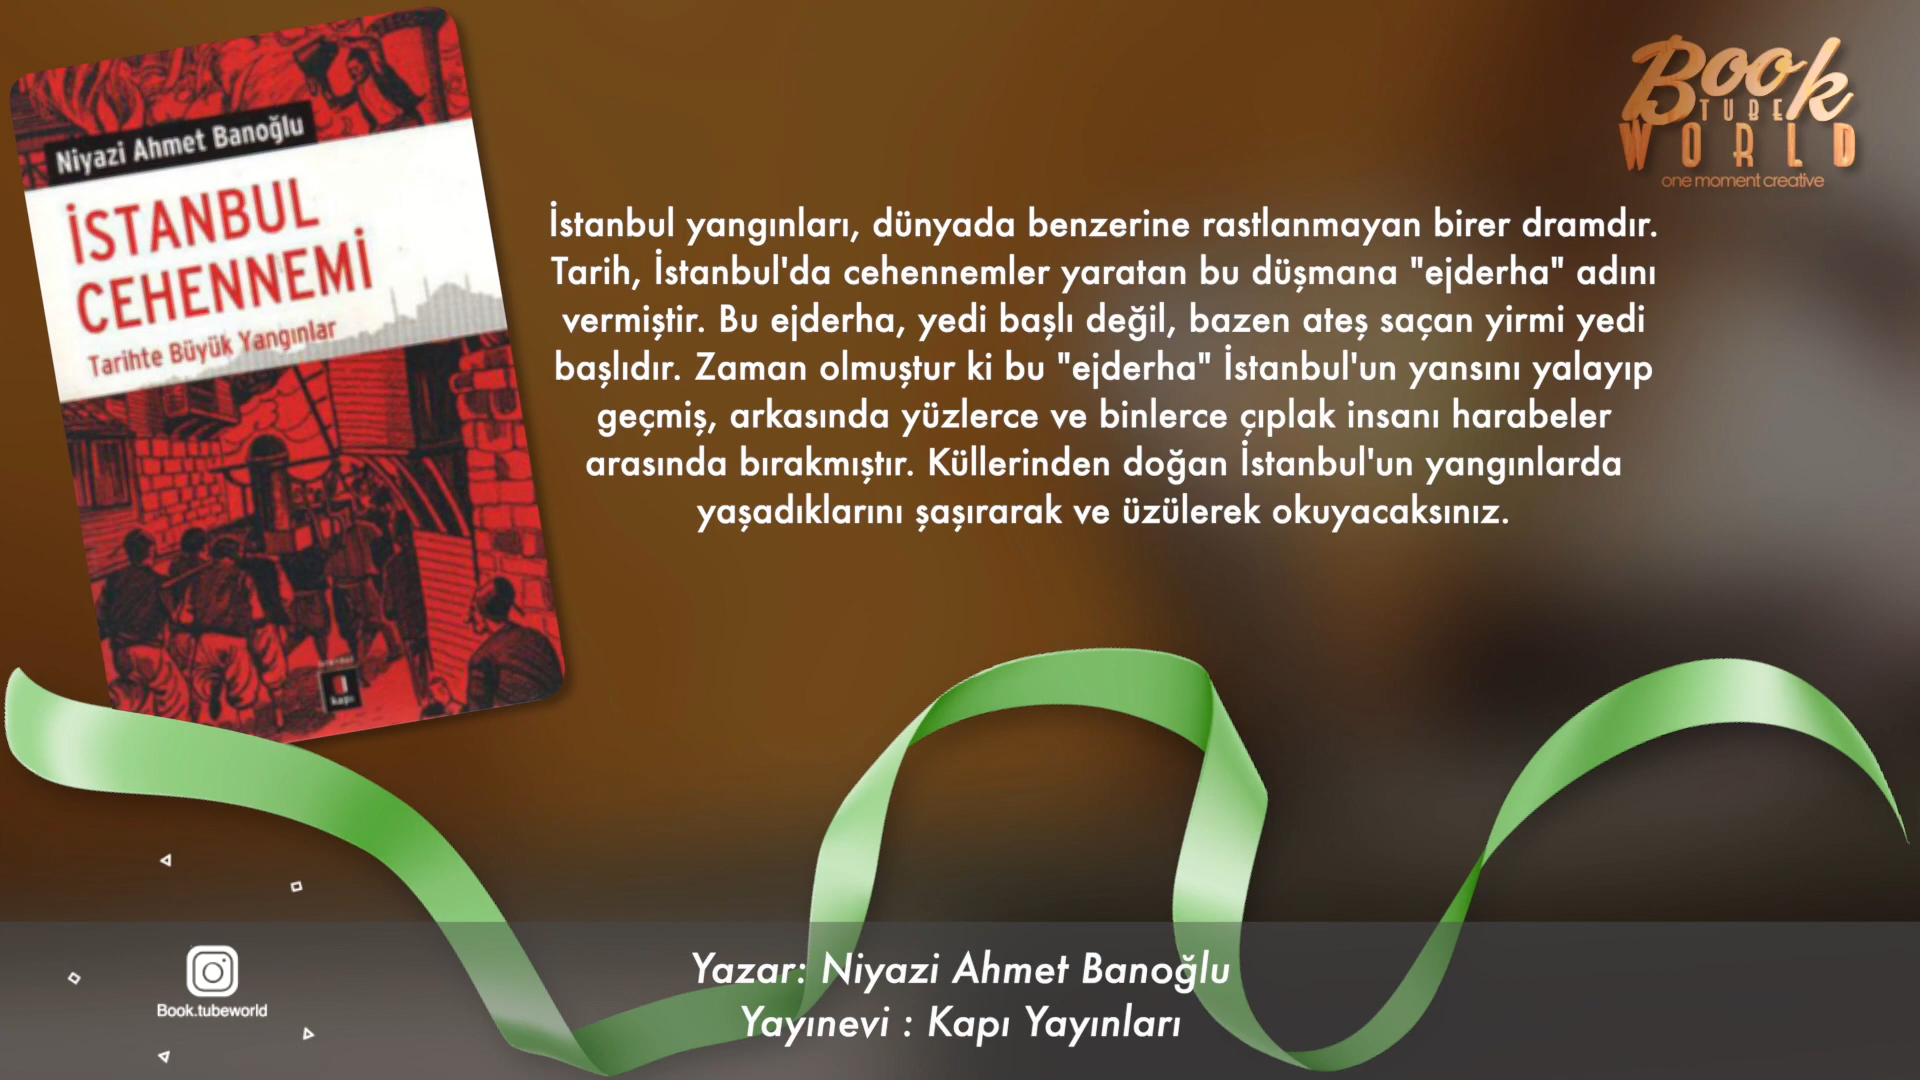 Niyazi Ahmet Banoğlu
İSTANBUL
CEHENNEMİ
Tarihte Büyük Yangınlar
kapı
Book
TUBE
WORLD
one moment creative
İstanbul yangınları, dünyada benzerine rastlanmayan birer dramdır.
Tarih, İstanbul'da cehennemler yaratan bu düşmana "ejderha" adını
vermiştir. Bu ejderha, yedi başlı değil, bazen ateş saçan yirmi yedi
başlıdır. Zaman olmuştur ki bu "ejderha" İstanbul'un yansını yalayıp
geçmiş, arkasında yüzlerce ve binlerce çıplak insanı harabeler
arasında bırakmıştır. Küllerinden doğan İstanbul'un yangınlarda
yaşadıklarını şaşırarak ve üzülerek okuyacaksınız.
Book.tubeworld
Yazar: Niyazi Ahmet Banoğlu
Yayınevi : Kapı Yayınları